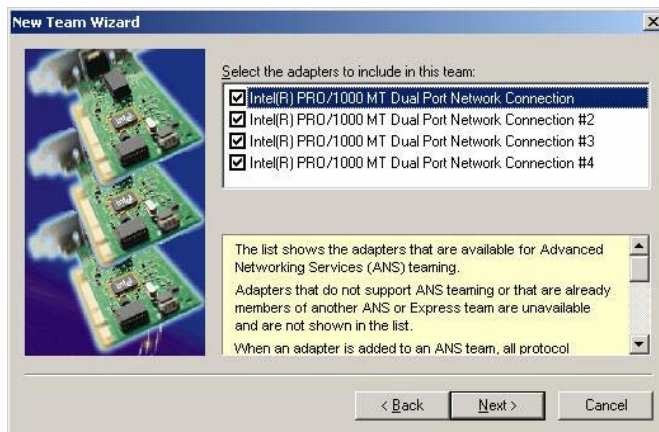 New Team Wizard
Select the adapters to include in this team:
Intel(R) PRO/1000 MT Dual Port Network Connection
Intel(R) PRO/1000 MT Dual Port Network Connection #2
Intel(R) PRO/1000 MT Dual Port Network Connection #3
Intel(R) PRO/1000 MT Dual Port Network Connection #4
The list shows the adapters that are available for Advanced
Networking Services (ANS) teaming.
Adapters that do not support ANS teaming or that are already
members of another ANS or Express team are unavailable
and are not shown in the list.
When an adapter is added to an ANS team, all protocol
< Back
Next >
Cancel
intel
intel
intel